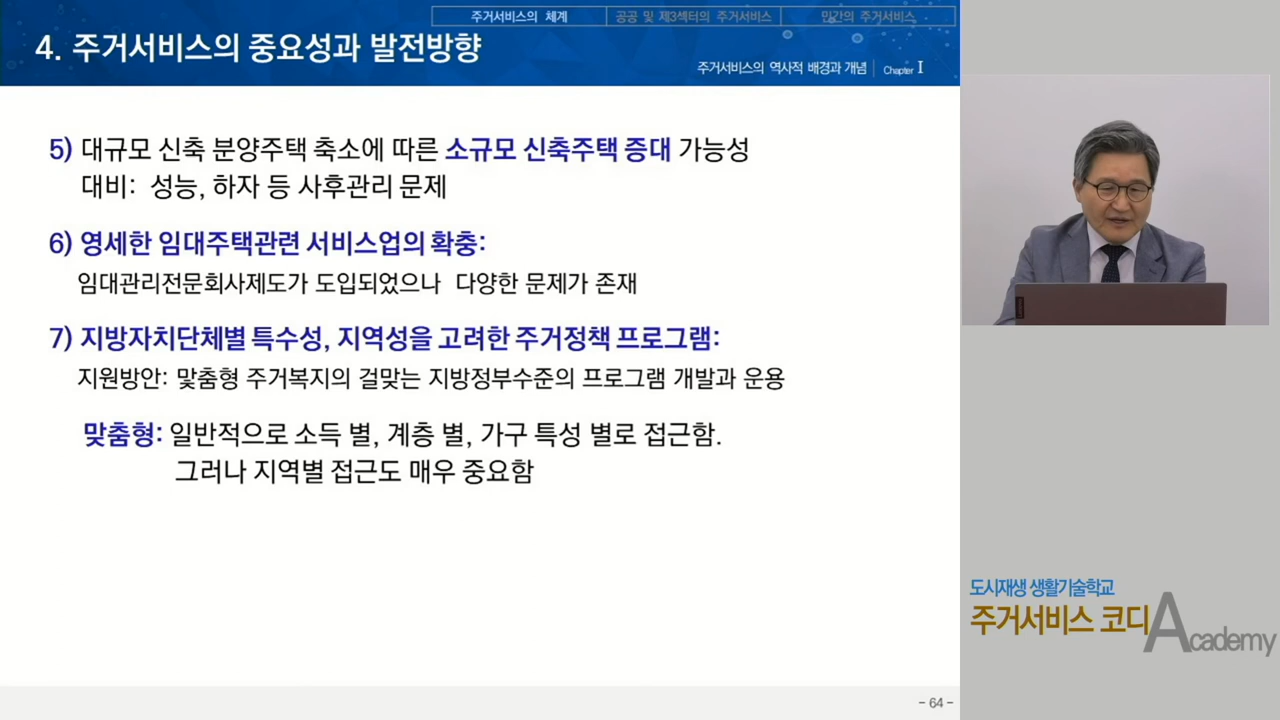 주거서비스의 체계
공공 및 제3섹터의 주거서비스
민간의 주거서비스
4. 주거서비스의 중요성과 발전방향
주거서비스의 역사적 배경과 개념
Chapter I
5) 대규모 신축 분양주택 축소에 따른 소규모 신축주택 증대 가능성
대비: 성능, 하자 등 사후관리 문제
6) 영세한 임대주택관련 서비스업의 확충:
임대관리전문회사제도가 도입되었으나 다양한 문제가 존재
7) 지방자치단체별 특수성, 지역성을 고려한 주거정책 프로그램:
지원방안: 맟춤형 주거복지의 걸맞는 지방정부수준의 프로그램 개발과 운용
맞춤형: 일반적으로 소득 별, 계층 별, 가구 특성 별로 접근함.
그러나 지역별 접근도 매우 중요함
도시재생 생활기술학교
주거서비스 코디 Academy
- 64 -